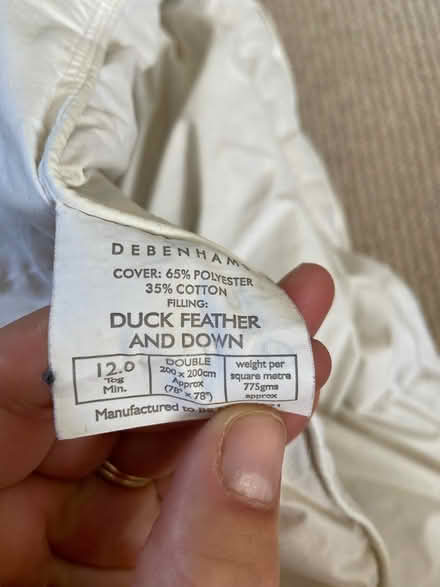 DEBENHAM
COVER: 65% POLYESTER
35% COTTON
FILLING:
DUCK FEATHER
AND DOWN
12.0
Tog
Min.
DOUBLE
200 x 200cm
Approx
(78" x 78")
weight per
square metre
775gms
approx
Manufactured to